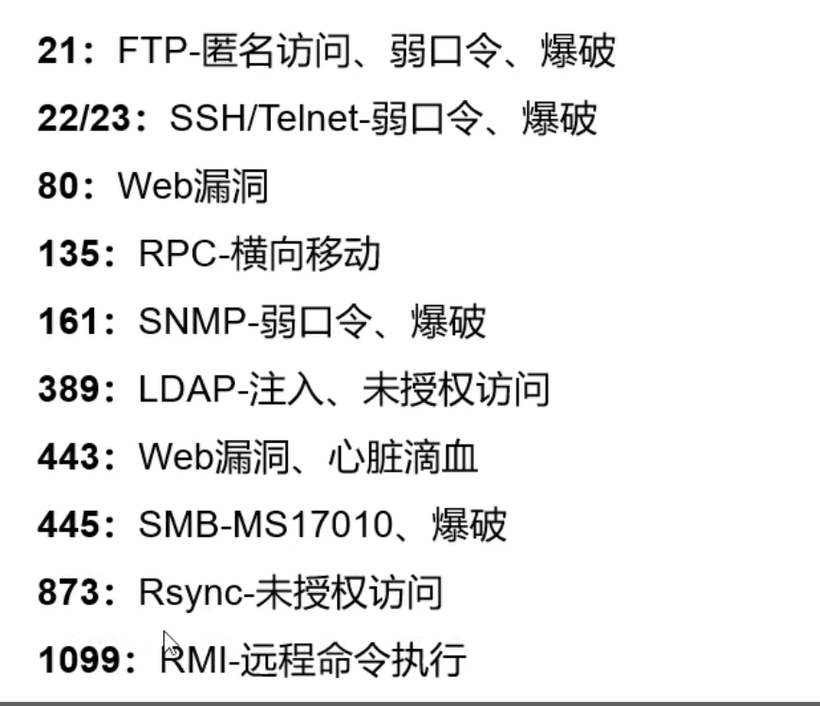 21：FTP-匿名访问、弱口令、爆破
22/23：SSH/Telnet-弱口令、爆破
80：Web漏洞
135：RPC-横向移动
161：SNMP-弱口令、爆破
389：LDAP-注入、未授权访问
443：Web漏洞、心脏滴血
445：SMB-MS17010、爆破
873：Rsync-未授权访问
1099：RMI-远程命令执行